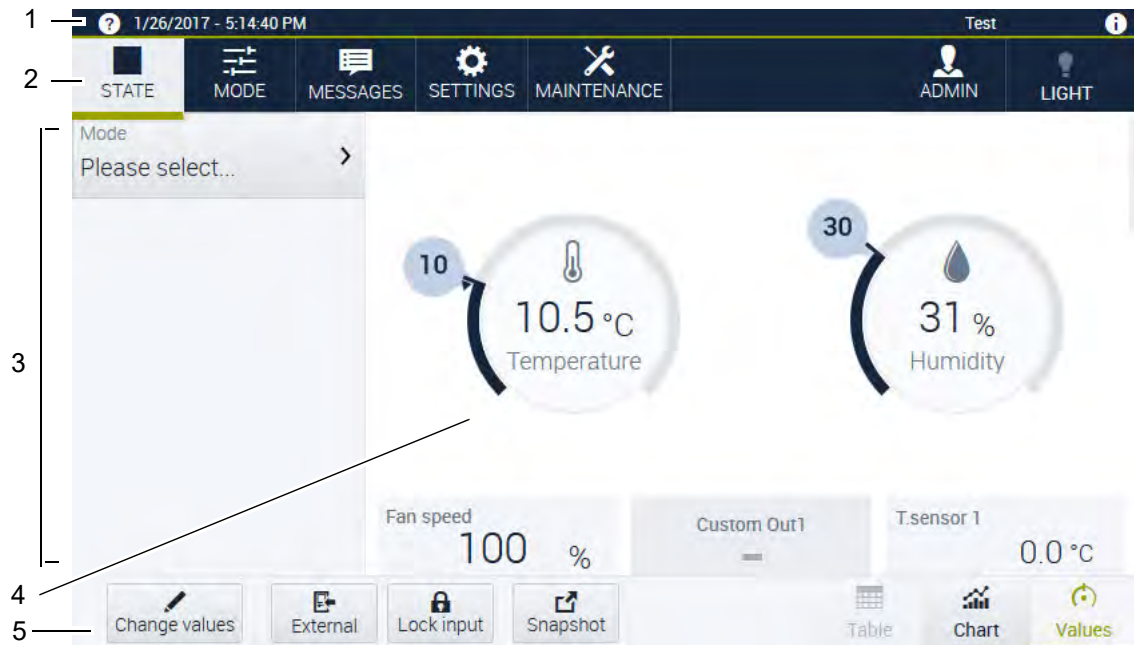 1
? 1/26/2017 - 5:14:40 PM Test i
2
STATE MODE MESSAGES SETTINGS MAINTENANCE ADMIN LIGHT
3
Mode
Please select...
10
10.5 °C
Temperature
30
31 %
Humidity
Fan speed
100 %
Custom Out1
T.sensor 1
0.0 °C
4
5
Change values External Lock input Snapshot Table Chart Values